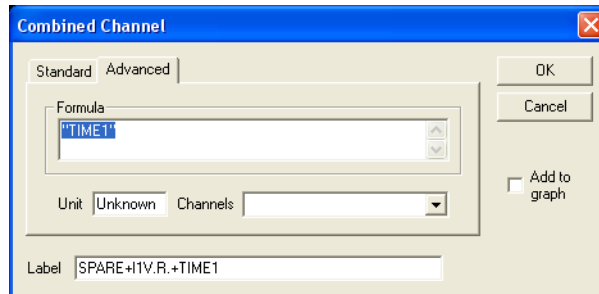 Combined Channel
Standard Advanced
OK
Formula
"TIME1"
Cancel
Add to
graph
Unit Unknown Channels
Label SPARE+I1V.R.+TIME1